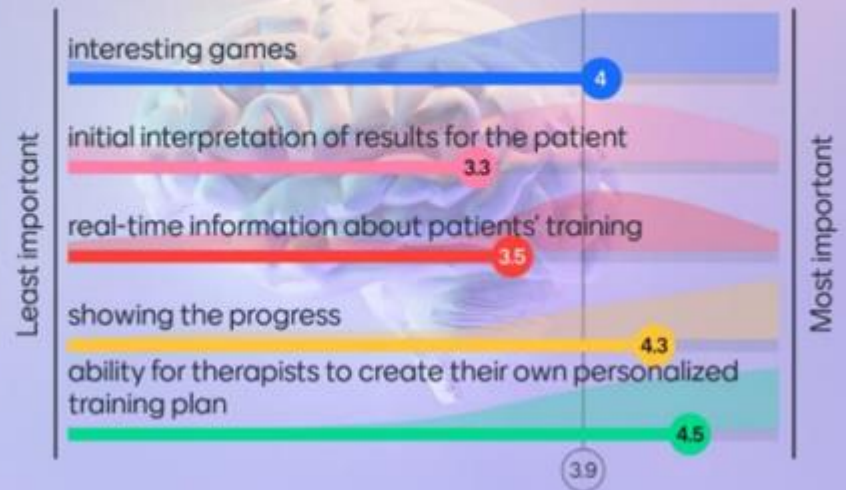 interesting games
4
initial interpretation of results for the patient
3.3
real-time information about patients' training
3.5
showing the progress
4.3
ability for therapists to create their own personalized
training plan
4.5
3.9
Least important
Most important